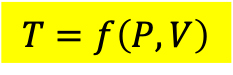 T = f(P, V)